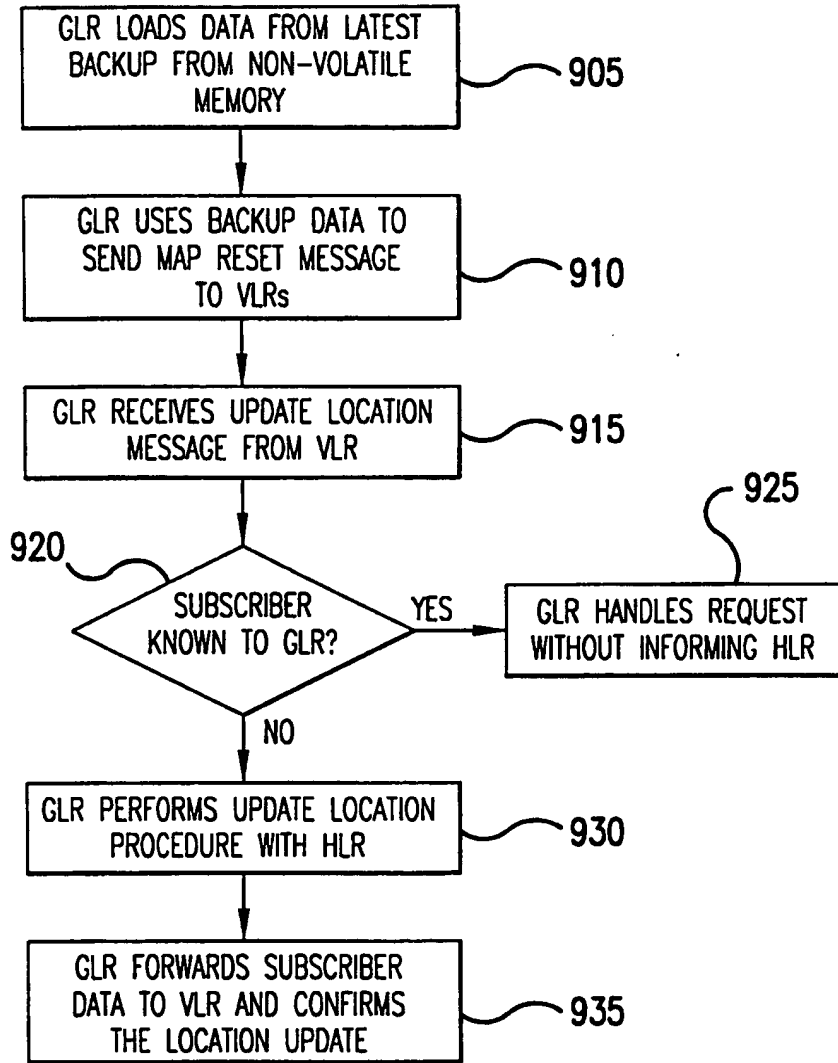 GLR LOADS DATA FROM LATEST
BACKUP FROM NON-VOLATILE
MEMORY
905
GLR USES BACKUP DATA TO
SEND MAP RESET MESSAGE
TO VLRs
910
GLR RECEIVES UPDATE LOCATION
MESSAGE FROM VLR
915
920
SUBSCRIBER
KNOWN TO GLR?
YES
925
GLR HANDLES REQUEST
WITHOUT INFORMING HLR
NO
GLR PERFORMS UPDATE LOCATION
PROCEDURE WITH HLR
930
GLR FORWARDS SUBSCRIBER
DATA TO VLR AND CONFIRMS
THE LOCATION UPDATE
935